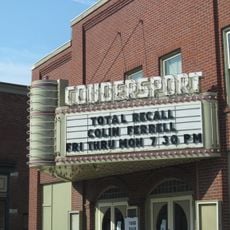 COUDERSPORT
TOTAL RECALL
COLIN FERRELL
FRI THRU MON 7 30 PM